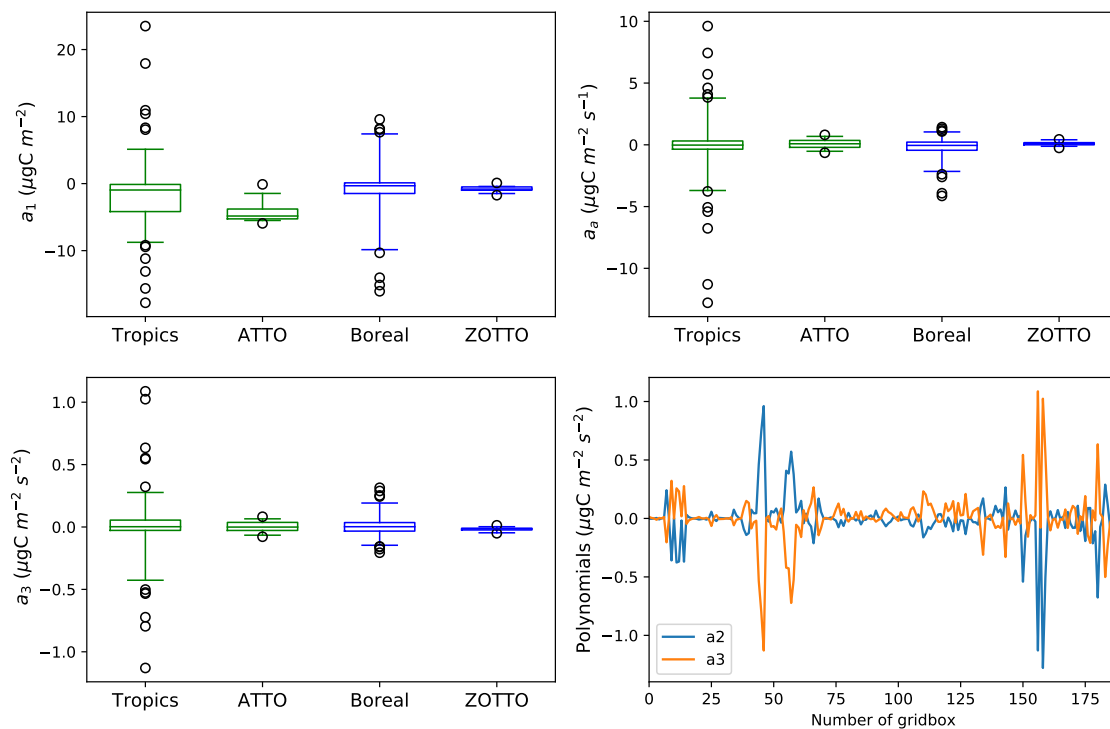 20
10
0
−10
a₁ (μgC m⁻²)
Tropics ATTO Boreal ZOTTO
10
5
0
−5
−10
aₐ (μgC m⁻² s⁻¹)
Tropics ATTO Boreal ZOTTO
1.0
0.5
0.0
−0.5
−1.0
a₃ (μgC m⁻² s⁻²)
Tropics ATTO Boreal ZOTTO
1.0
0.5
0.0
−0.5
−1.0
Polynomials (μgC m⁻² s⁻²)
a2
a3
0 25 50 75 100 125 150 175
Number of gridbox